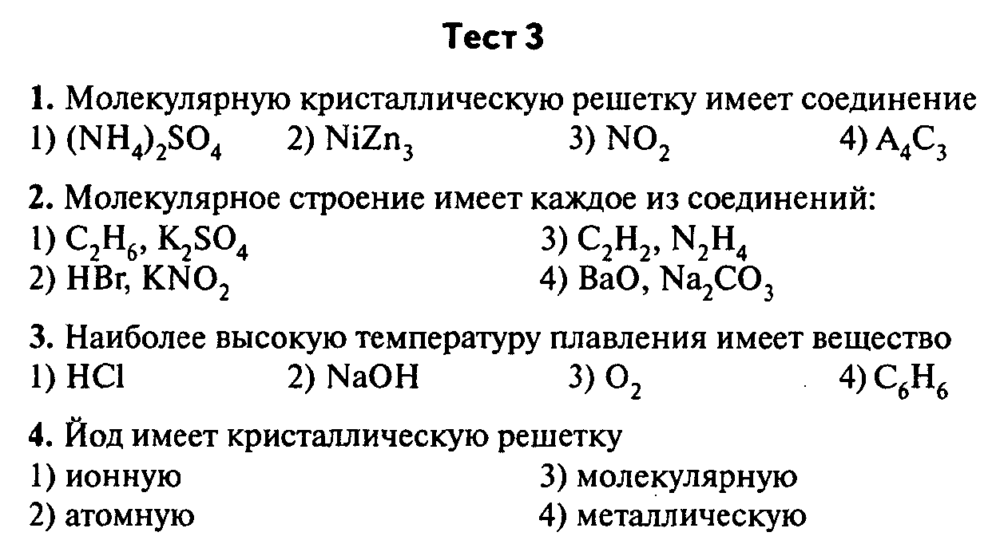 Тест 3
1. Молекулярную кристаллическую решетку имеет соединение
1) (NH₄)₂SO₄ 2) NiZn₃ 3) NO₂ 4) A₄C₃
2. Молекулярное строение имеет каждое из соединений:
1) C₂H₆, K₂SO₄ 3) C₂H₂, N₂H₄
2) HBr, KNO₂ 4) BaO, Na₂CO₃
3. Наиболее высокую температуру плавления имеет вещество
1) HCl 2) NaOH 3) O₂ 4) C₆H₆
4. Йод имеет кристаллическую решетку
1) ионную 3) молекулярную
2) атомную 4) металлическую